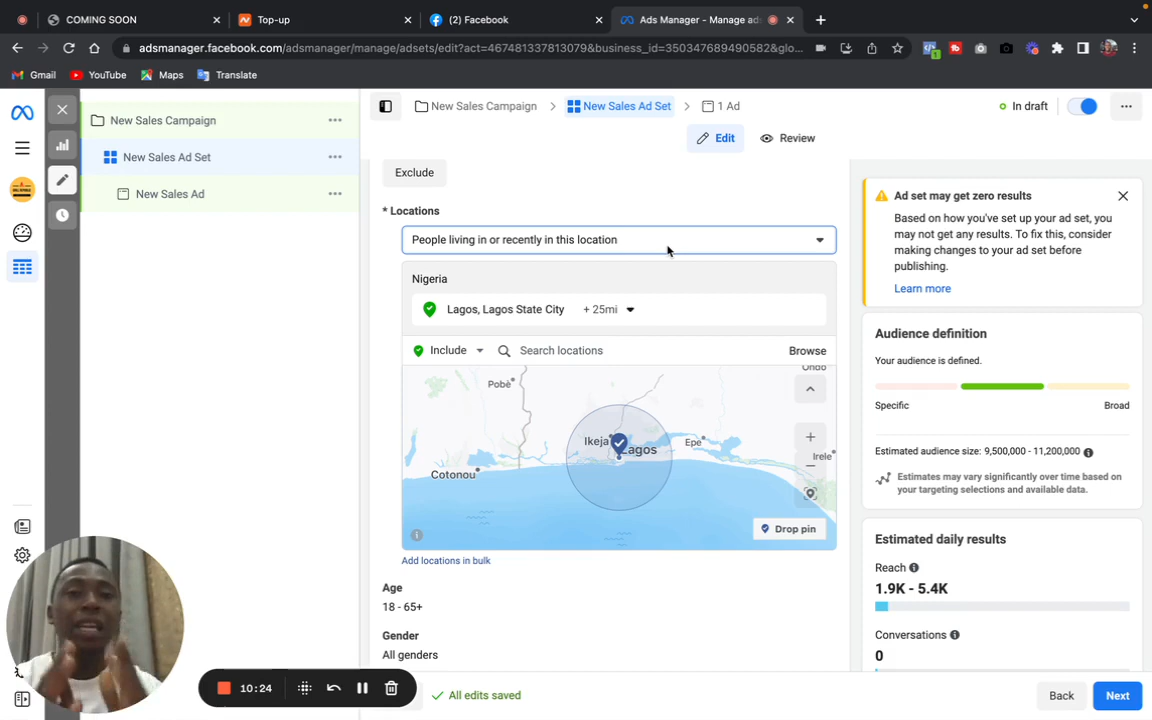 COMING SOON
Top-up
(2) Facebook
Ads Manager - Manage ads
adsmanager.facebook.com/adsmanager/manage/adsets/edit?act=467481337813079&business_id=350347689490582&glo...
Gmail
YouTube
Maps
Translate
New Sales Campaign
New Sales Ad Set
1 Ad
In draft
Edit
Review
New Sales Campaign
New Sales Ad Set
New Sales Ad
Exclude
* Locations
People living in or recently in this location
Nigeria
Lagos, Lagos State City + 25mi
Include
Search locations
Browse
Ondo
Pobè
Ikeja
Lagos
Epe
Irele
Cotonou
Drop pin
Add locations in bulk
Age
18 - 65+
Gender
All genders
Ad set may get zero results
Based on how you've set up your ad set, you
may not get any results. To fix this, consider
making changes to your ad set before
publishing.
Learn more
Audience definition
Your audience is defined.
Specific
Broad
Estimated audience size: 9,500,000 - 11,200,000
Estimates may vary significantly over time based on
your targeting selections and available data.
Estimated daily results
Reach
1.9K - 5.4K
Conversations
0
10:24
All edits saved
Back
Next